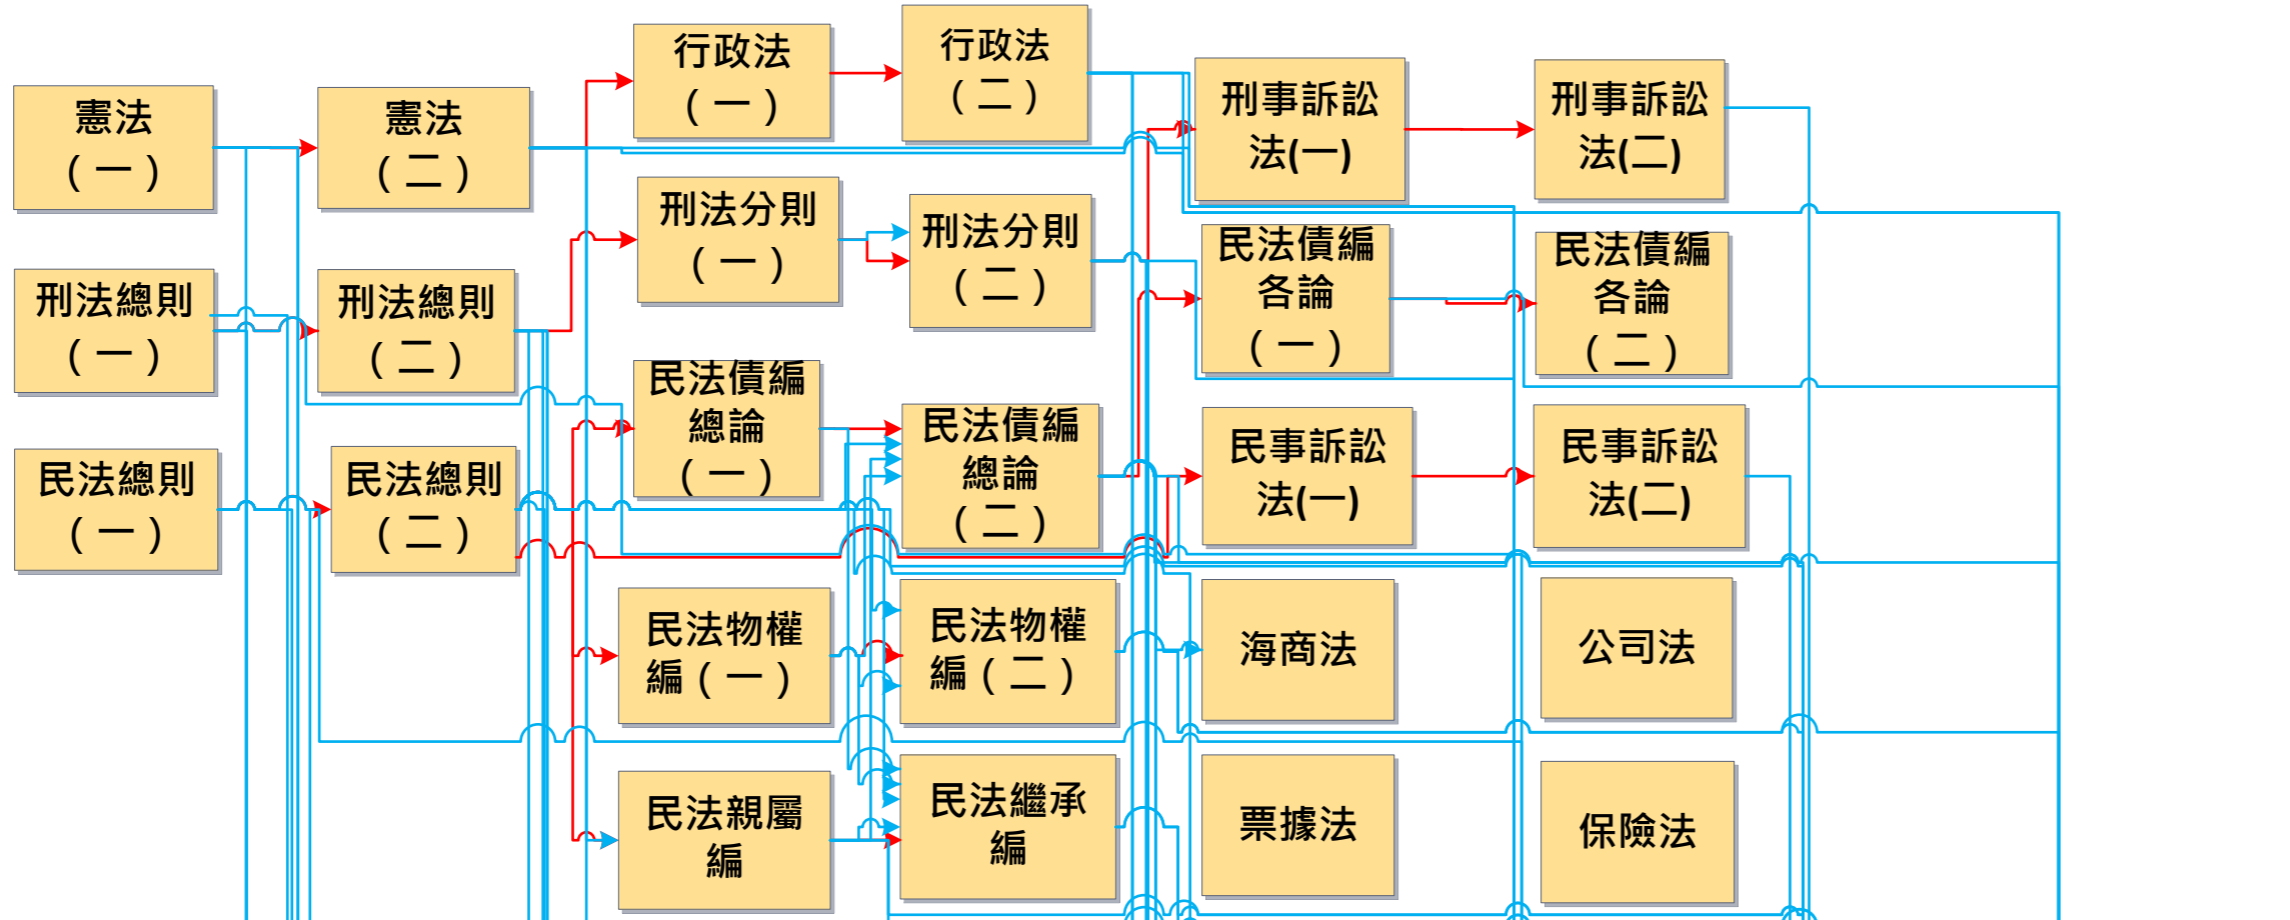 憲法
（一）
刑法總則
（一）
民法總則
（一）
憲法
（二）
刑法總則
（二）
民法總則
（二）
行政法
（一）
刑法分則
（一）
民法債編
總論
（一）
民法物權
編（一）
民法親屬
編
行政法
（二）
刑法分則
（二）
民法債編
總論
（二）
民法物權
編（二）
民法繼承
編
刑事訴訟
法(一)
民法債編
各論
（一）
民事訴訟
法(一)
海商法
票據法
刑事訴訟
法(二)
民法債編
各論
（二）
民事訴訟
法(二)
公司法
保險法